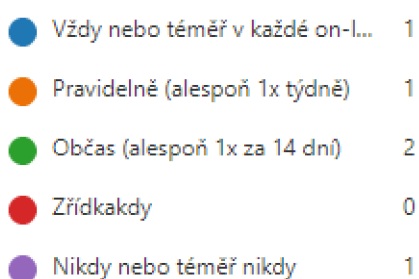 Vždy nebo téměř v každé on-l... 1
Pravidelně (alespoň 1x týdně) 1
Občas (alespoň 1x za 14 dní) 2
Zřídkakdy 0
Nikdy nebo téměř nikdy 1